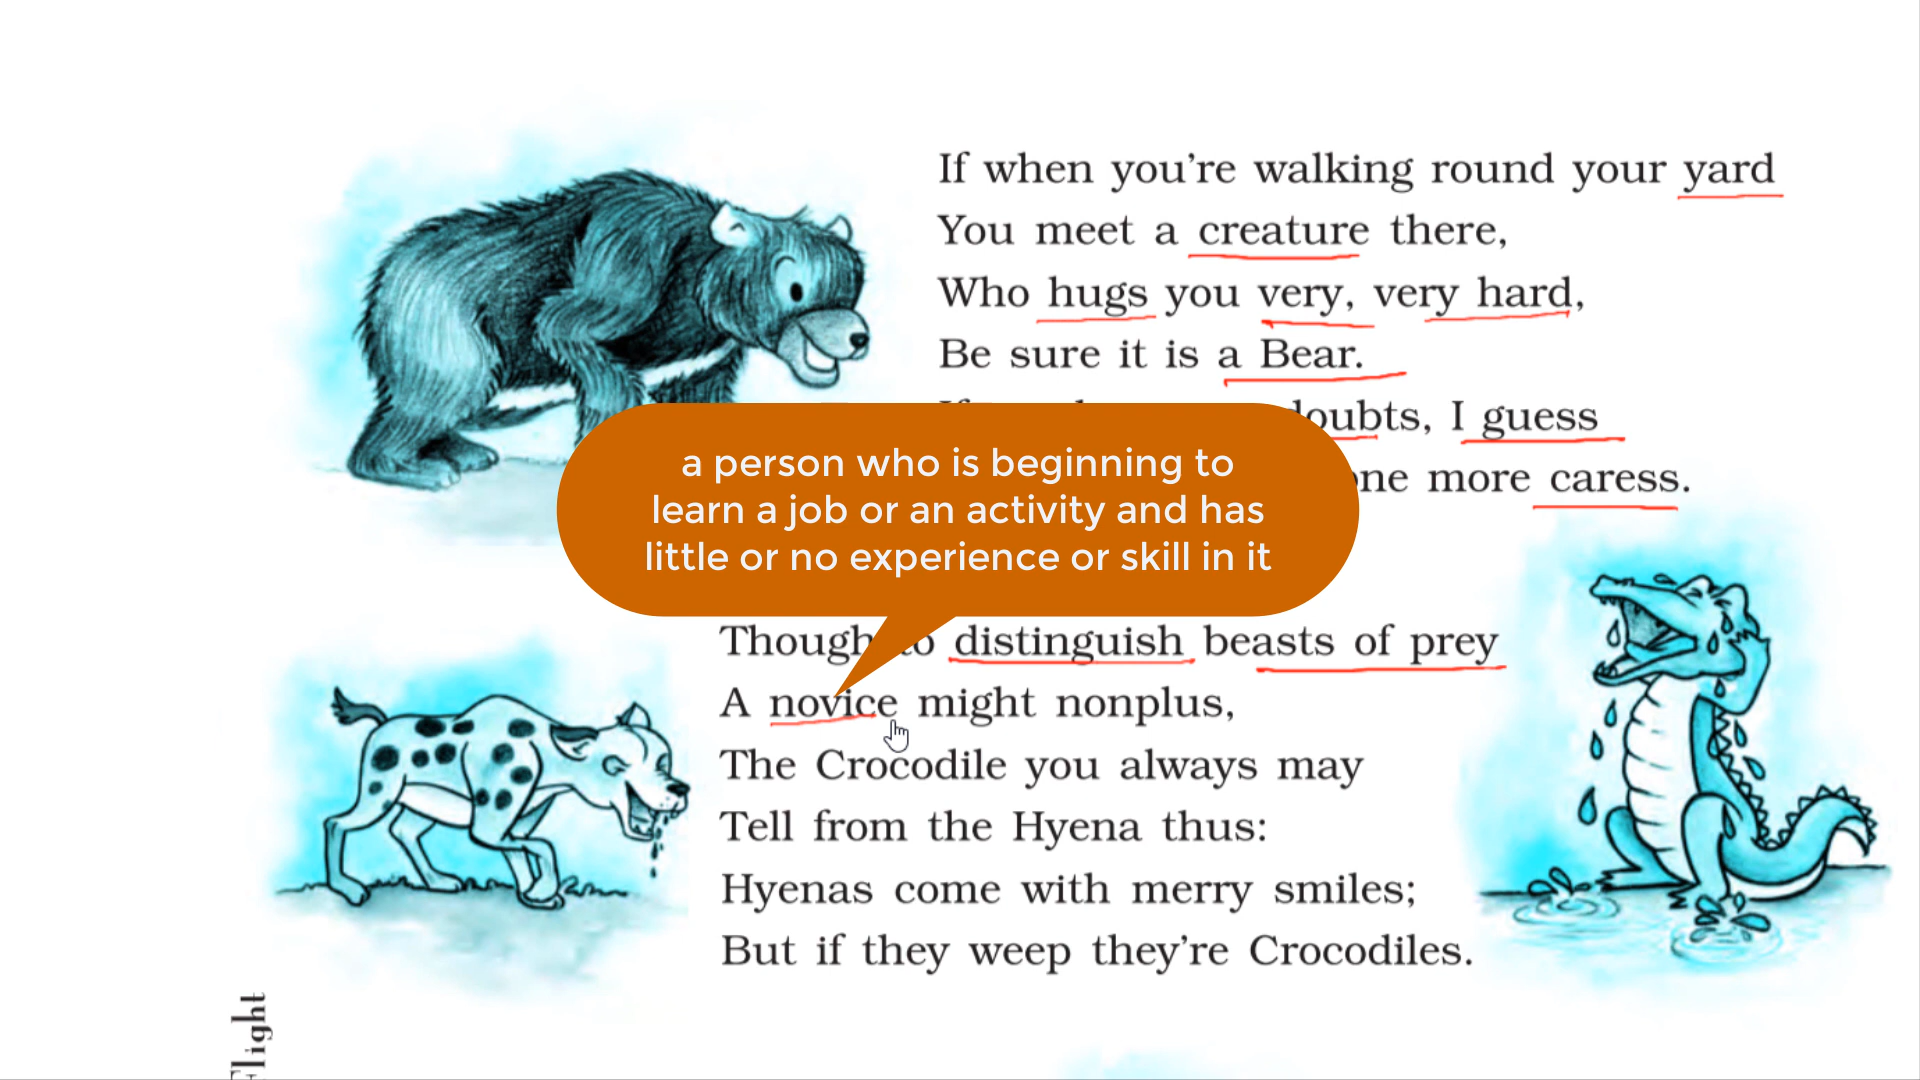 If when you're walking round your yard
You meet a creature there,
Who hugs you very, very hard,
Be sure it is a Bear.
doubts, I guess
one more caress.
a person who is beginning to
learn a job or an activity and has
little or no experience or skill in it
Though to distinguish beasts of prey
A novice might nonplus,
The Crocodile you always may
Tell from the Hyena thus:
Hyenas come with merry smiles;
But if they weep they're Crocodiles.
Flight